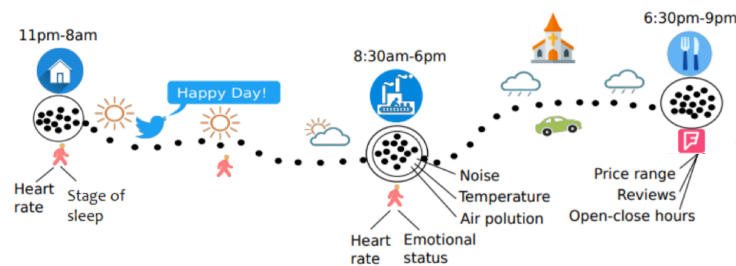 11pm-8am
Happy Day!
Heart
rate
Stage of
sleep
8:30am-6pm
Noise
Temperature
Air polution
Heart
rate
Emotional
status
6:30pm-9pm
Price range
Reviews
Open-close hours